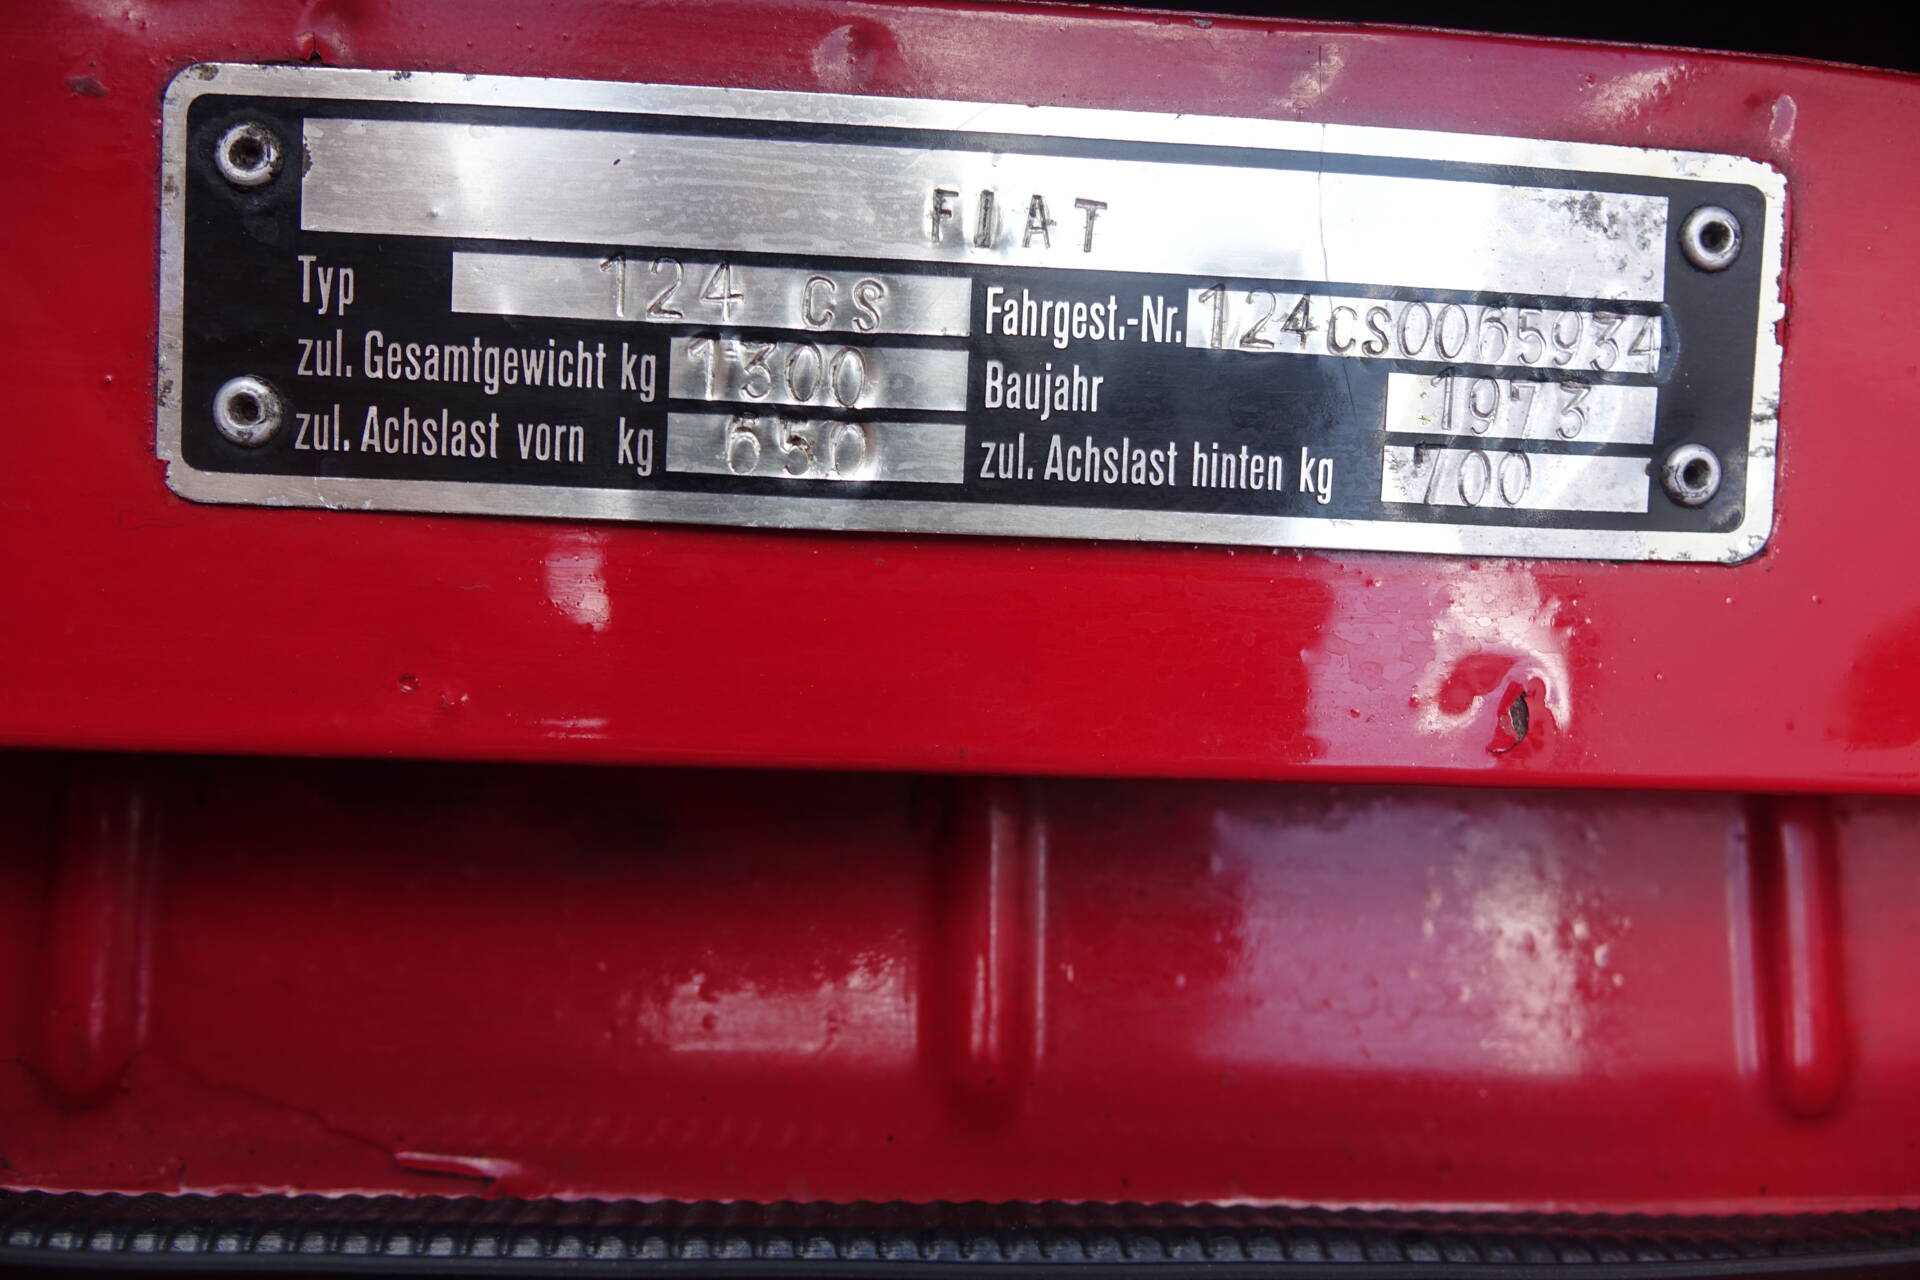 FIAT
Typ 124 CS Fahrgest.-Nr. 124CS0065934
zul. Gesamtgewicht kg 1300 Baujahr 1973
zul. Achslast vorn kg 650 zul. Achslast hinten kg 700